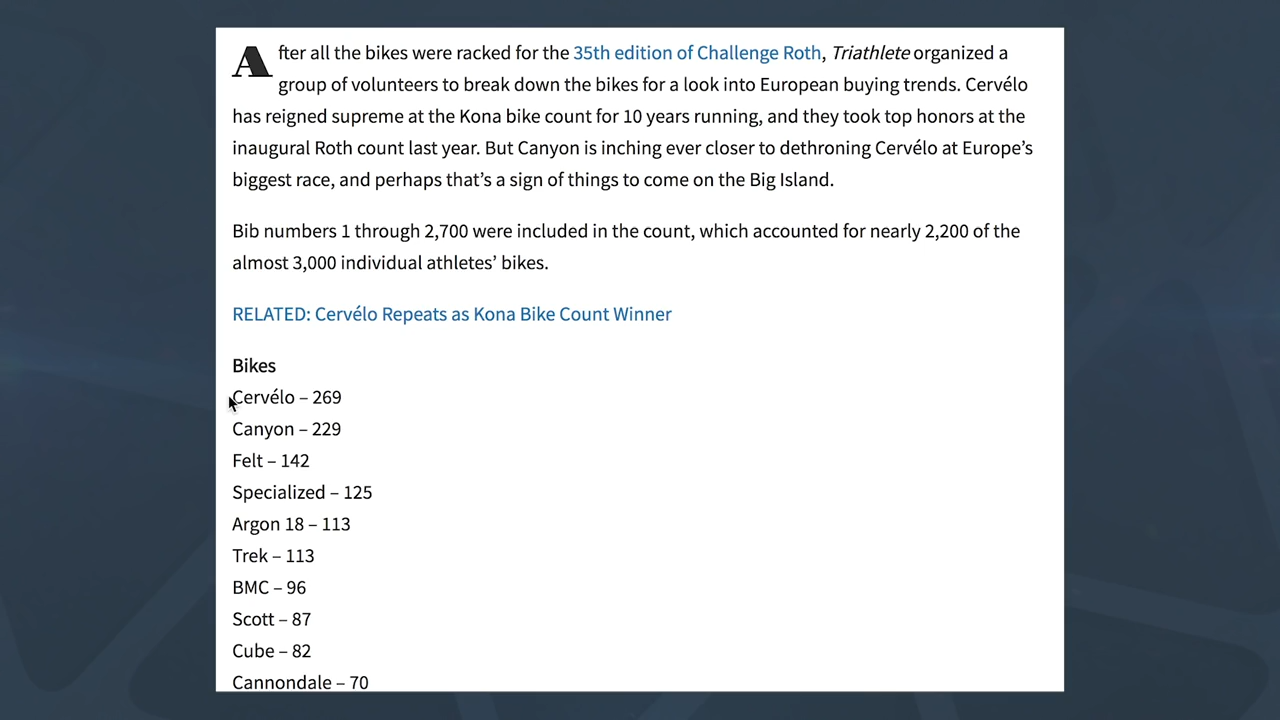 After all the bikes were racked for the 35th edition of Challenge Roth, Triathlete organized a
group of volunteers to break down the bikes for a look into European buying trends. Cervélo
has reigned supreme at the Kona bike count for 10 years running, and they took top honors at the
inaugural Roth count last year. But Canyon is inching ever closer to dethroning Cervélo at Europe’s
biggest race, and perhaps that’s a sign of things to come on the Big Island.
Bib numbers 1 through 2,700 were included in the count, which accounted for nearly 2,200 of the
almost 3,000 individual athletes’ bikes.
RELATED: Cervélo Repeats as Kona Bike Count Winner
Bikes
Cervélo – 269
Canyon – 229
Felt – 142
Specialized – 125
Argon 18 – 113
Trek – 113
BMC – 96
Scott – 87
Cube – 82
Cannondale – 70